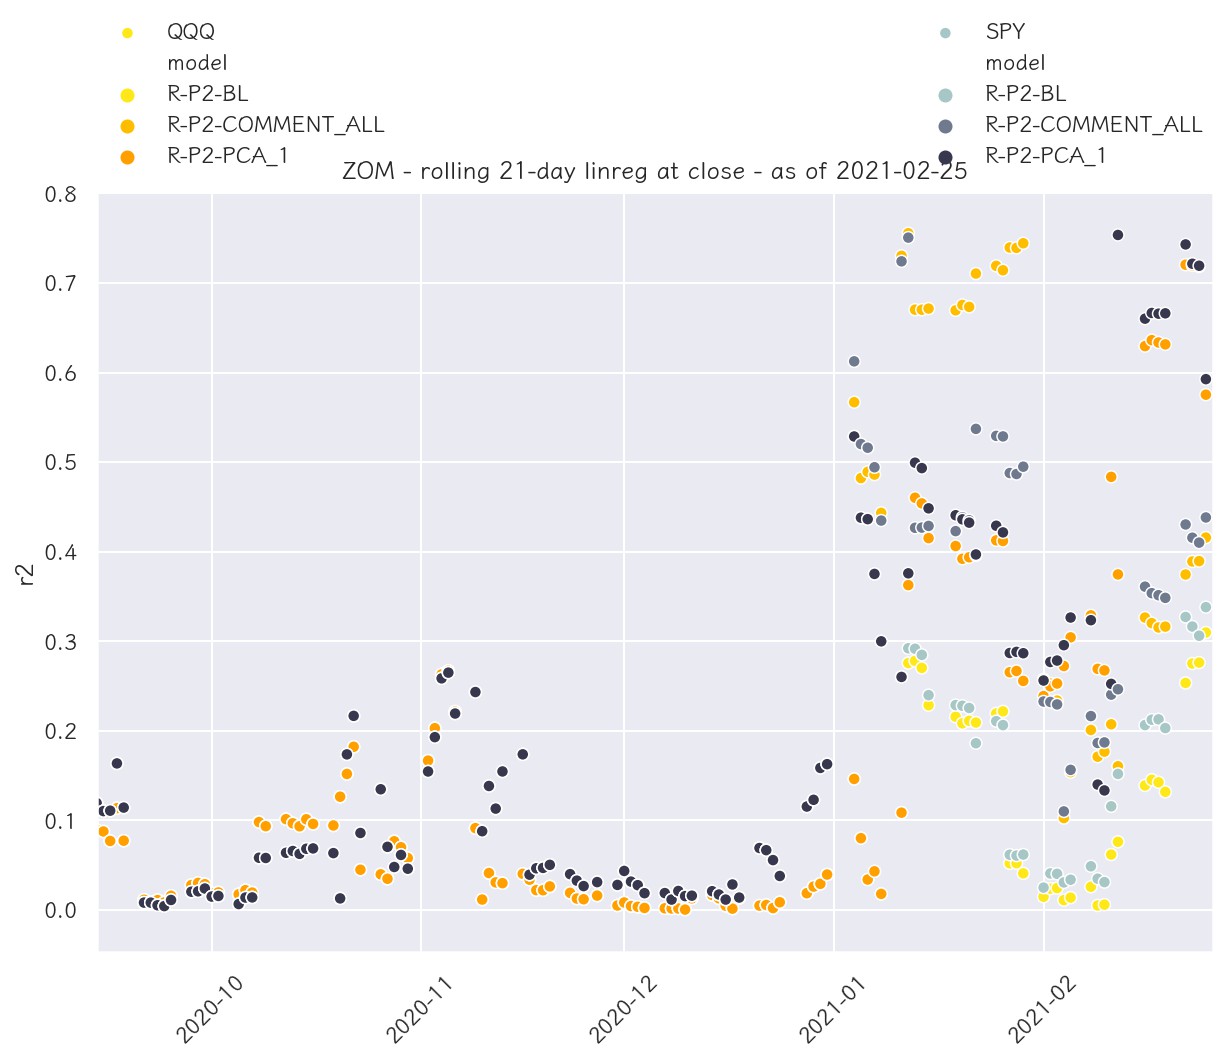 QQQ
model
R-P2-BL
R-P2-COMMENT_ALL
R-P2-PCA_1
SPY
model
R-P2-BL
R-P2-COMMENT_ALL
R-P2-PCA_1
ZOM - rolling 21-day linreg at close - as of 2021-02-25
0.8
0.7
0.6
0.5
0.4
0.3
0.2
0.1
0.0
r2
2020-10
2020-11
2020-12
2021-01
2021-02